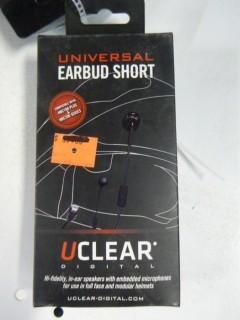 UNIVERSAL
EARBUD SHORT
UCLEAR
DIGITAL
Hi-fidelity, in-ear speakers with embedded microphones
for use in full face and modular helmets
UCLEAR-DIGITAL.COM